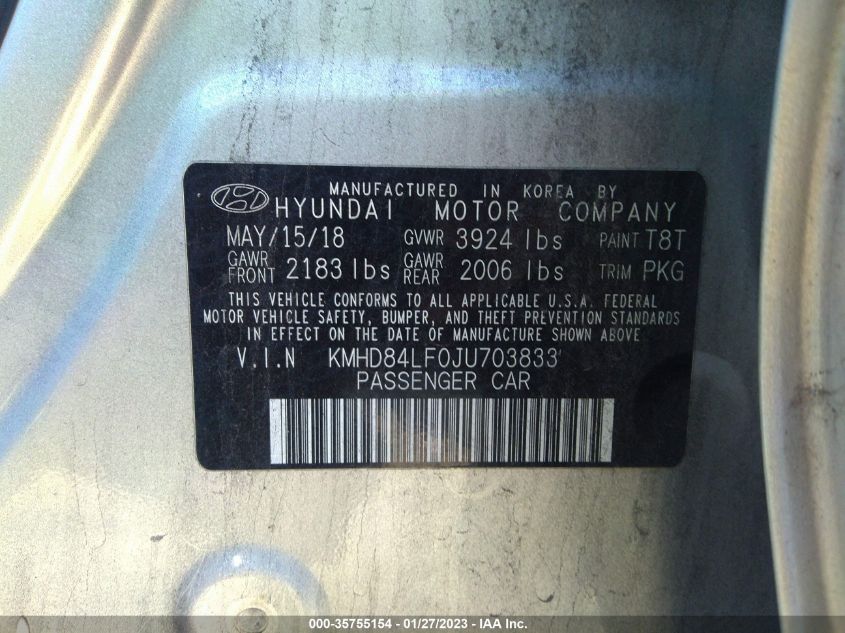 MANUFACTURED IN KOREA BY
HYUNDAI MOTOR COMPANY
MAY/15/18 GVWR 3924 lbs PAINT T8T
GAWR FRONT 2183 lbs GAWR REAR 2006 lbs TRIM PKG
THIS VEHICLE CONFORMS TO ALL APPLICABLE U.S.A. FEDERAL
MOTOR VEHICLE SAFETY, BUMPER, AND THEFT PREVENTION STANDARDS
IN EFFECT ON THE DATE OF MANUFACTURE SHOWN ABOVE
V.I.N KMHD84LF0JU703833
PASSENGER CAR
000-35755154 - 01/27/2023 - IAA Inc.